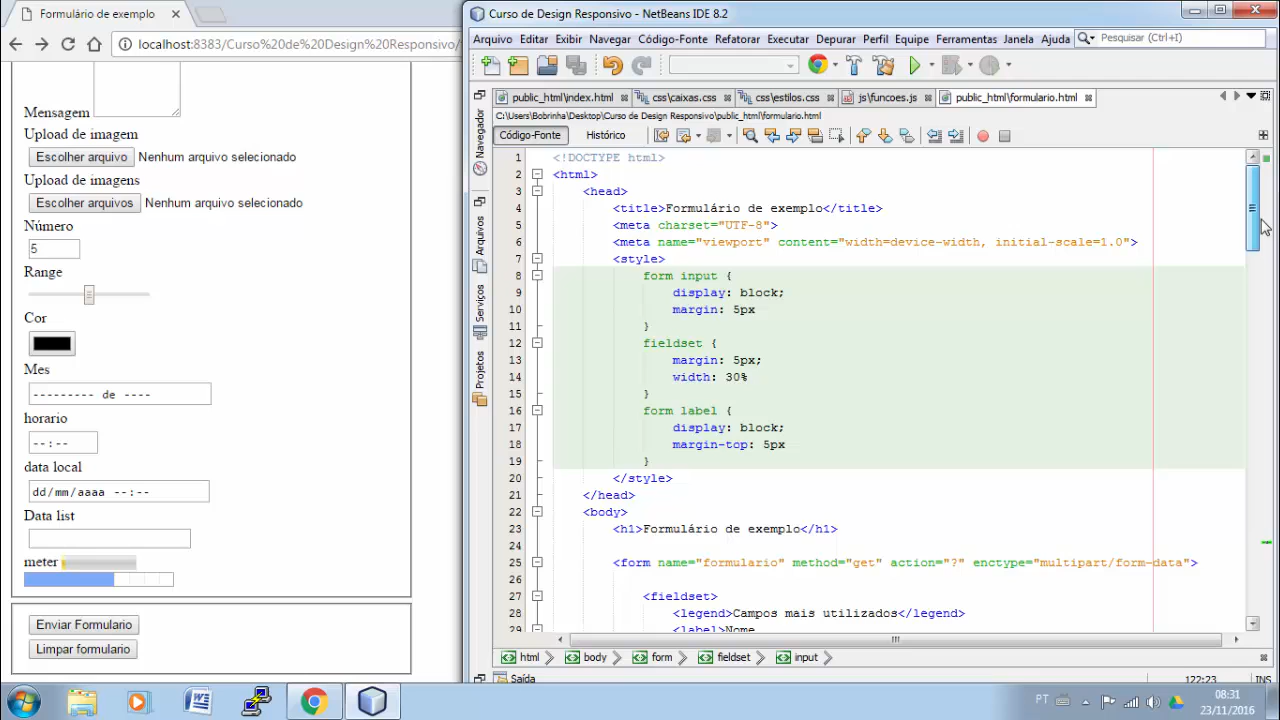 Formulário de exemplo
localhost:8383/Curso%20de%20Design%20Responsivo/
Mensagem
Upload de imagem
Escolher arquivo Nenhum arquivo selecionado
Upload de imagens
Escolher arquivos Nenhum arquivo selecionado
Número
5
Range
Cor
Mes
--------- de ----
horario
--:--
data local
dd/mm/aaaa --:--
Data list
meter
Enviar Formulario
Limpar formulario
Curso de Design Responsivo - NetBeans IDE 8.2
Arquivo Editar Exibir Navegar Código-Fonte Refatorar Executar Depurar Perfil Equipe Ferramentas Janela Ajuda Pesquisar (Ctrl+I)
public_html\index.html css\caixas.css css\estilos.css js\funcoes.js public_html\formulario.html
C:\Users\Bobrinha\Desktop\Curso de Design Responsivo\public_html\formulario.html
Código-Fonte Histórico
Navegador
Arquivos
Serviços
Projetos
1 <!DOCTYPE html>
2 <html>
3 <head>
4 <title>Formulário de exemplo</title>
5 <meta charset="UTF-8">
6 <meta name="viewport" content="width=device-width, initial-scale=1.0">
7 <style>
8 form input {
9 display: block;
10 margin: 5px
11 }
12 fieldset {
13 margin: 5px;
14 width: 30%
15 }
16 form label {
17 display: block;
18 margin-top: 5px
19 }
20 </style>
21 </head>
22 <body>
23 <h1>Formulário de exemplo</h1>
24
25 <form name="formulario" method="get" action="?" enctype="multipart/form-data">
26
27 <fieldset>
28 <legend>Campos mais utilizados</legend>
29 <label>Nome
html body form fieldset input
Saída
122:23 INS
PT
08:31
23/11/2016